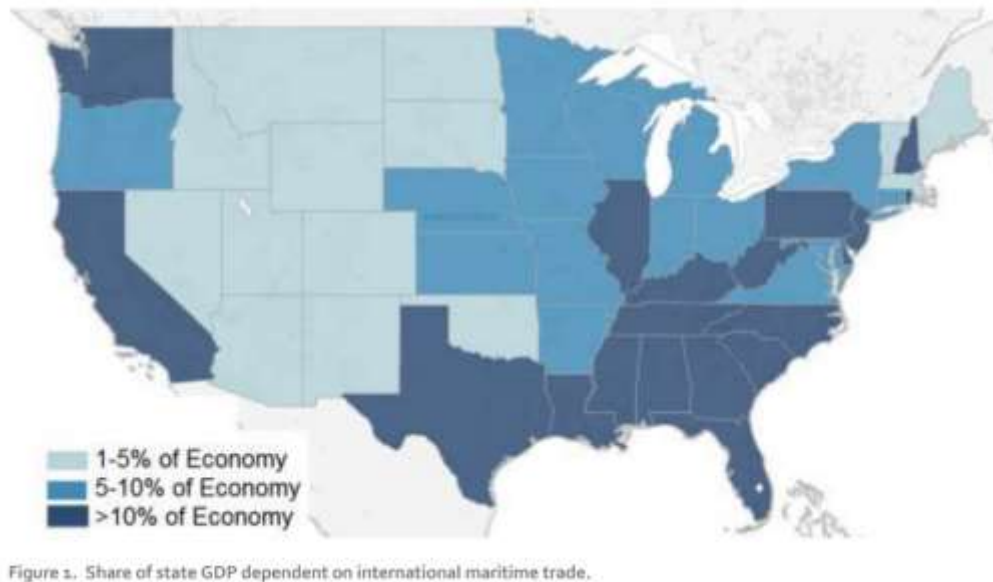 1-5% of Economy
5-10% of Economy
>10% of Economy
Figure 1. Share of state GDP dependent on international maritime trade.